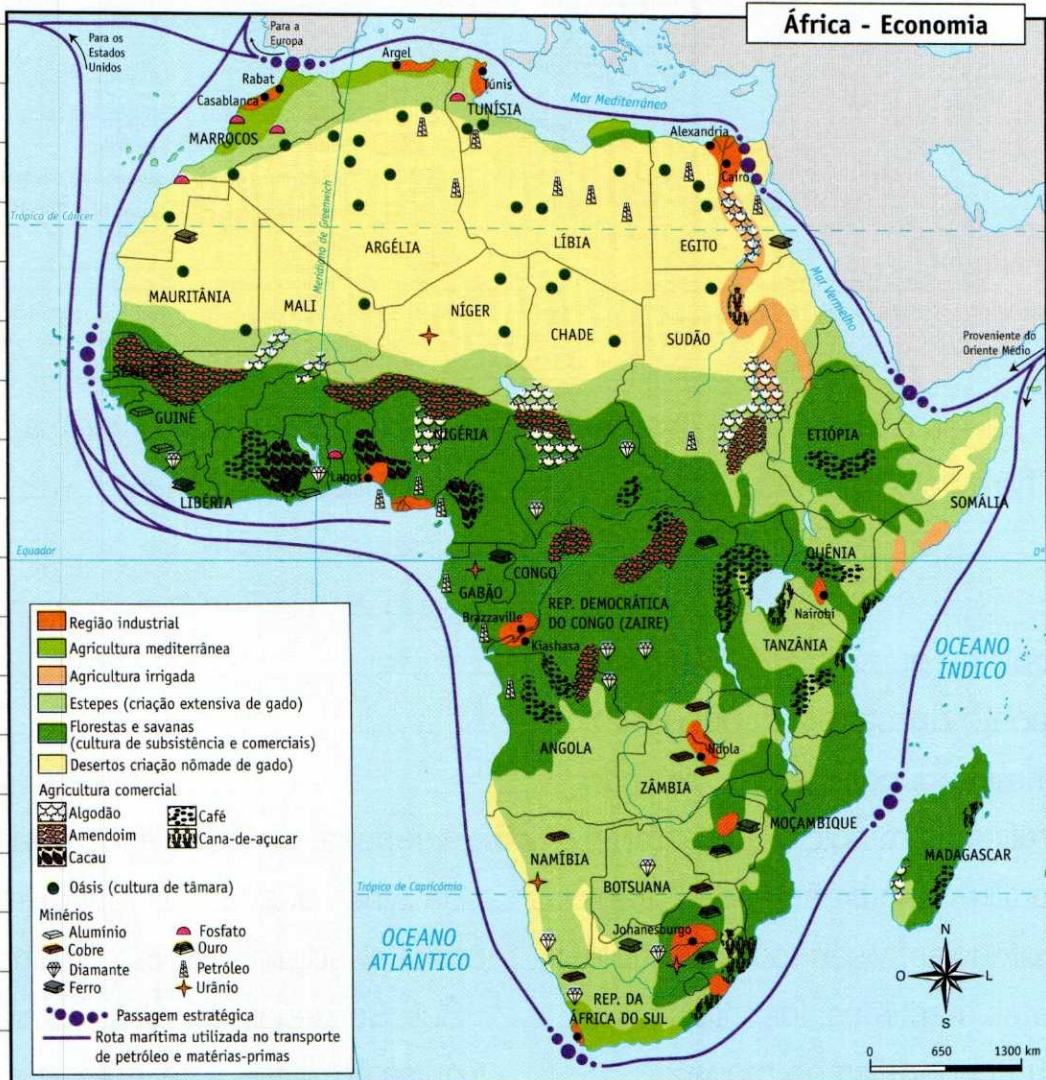 África - Economia
Para os
Estados
Unidos
Para a
Europa
Argel
Rabat
Túnis
Casablanca
TUNÍSIA
Mar Mediterrâneo
MARROCOS
Alexandria
Cairo
Trópico de Câncer
Meridiano de Greenwich
ARGÉLIA
LÍBIA
EGITO
Mar Vermelho
MAURITÂNIA
MALI
NÍGER
CHADE
SUDÃO
Proveniente do
Oriente Médio
GUINÉ
NIGÉRIA
ETIÓPIA
Lagos
LIBÉRIA
SOMÁLIA
Equador
0°
QUÊNIA
CONGO
GABÃO
REP. DEMOCRÁTICA
DO CONGO (ZAIRE)
Brazzaville
Kiashasa
Nairobi
TANZÂNIA
OCEANO
ÍNDICO
ANGOLA
Ndola
ZÂMBIA
MOÇAMBIQUE
NAMÍBIA
BOTSUANA
MADAGASCAR
Trópico de Capricórnio
Johanesburgo
OCEANO
ATLÂNTICO
REP. DA
ÁFRICA DO SUL
N
O
L
S
0 650 1300 km
Região industrial
Agricultura mediterrânea
Agricultura irrigada
Estepes (criação extensiva de gado)
Florestas e savanas
(cultura de subsistência e comerciais)
Desertos criação nômade de gado)
Agricultura comercial
Algodão
Café
Amendoim
Cana-de-açucar
Cacau
Oásis (cultura de tâmara)
Minérios
Alumínio
Fosfato
Cobre
Ouro
Diamante
Petróleo
Ferro
Urânio
Passagem estratégica
Rota marítima utilizada no transporte
de petróleo e matérias-primas